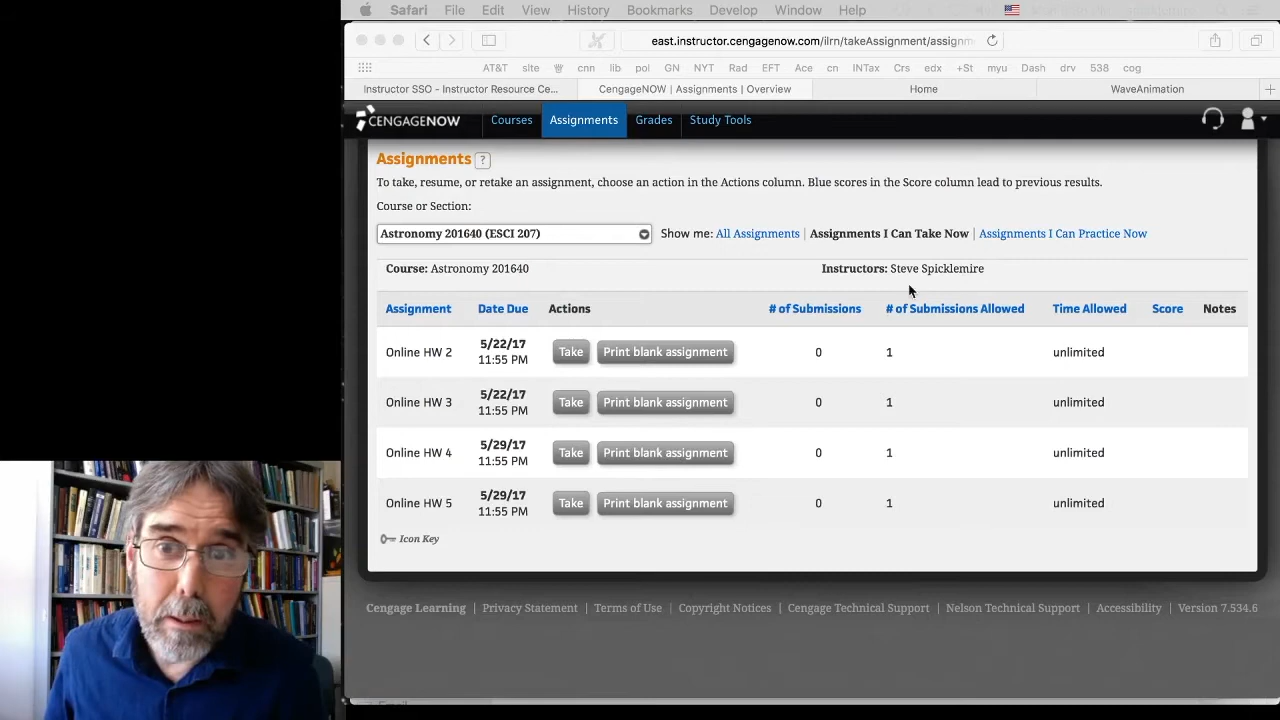 Safari File Edit View History Bookmarks Develop Window Help
east.instructor.cengagenow.com/ilrn/takeAssignment/assignm
AT&T site cnn lib pol GN NYT Rad EFT Ace cn INTax Crs edx +St myu Dash drv 538 cog
Instructor SSO - Instructor Resource Ce... CengageNOW | Assignments | Overview Home WaveAnimation
CENGAGENOW Courses Assignments Grades Study Tools
Assignments ?
To take, resume, or retake an assignment, choose an action in the Actions column. Blue scores in the Score column lead to previous results.
Course or Section:
Astronomy 201640 (ESCI 207) Show me: All Assignments | Assignments I Can Take Now | Assignments I Can Practice Now
Course: Astronomy 201640 Instructors: Steve Spicklemire
Assignment Date Due Actions # of Submissions # of Submissions Allowed Time Allowed Score Notes
Online HW 2 5/22/17 11:55 PM Take Print blank assignment 0 1 unlimited
Online HW 3 5/22/17 11:55 PM Take Print blank assignment 0 1 unlimited
Online HW 4 5/29/17 11:55 PM Take Print blank assignment 0 1 unlimited
Online HW 5 5/29/17 11:55 PM Take Print blank assignment 0 1 unlimited
Icon Key
Cengage Learning | Privacy Statement | Terms of Use | Copyright Notices | Cengage Technical Support | Nelson Technical Support | Accessibility | Version 7.534.6